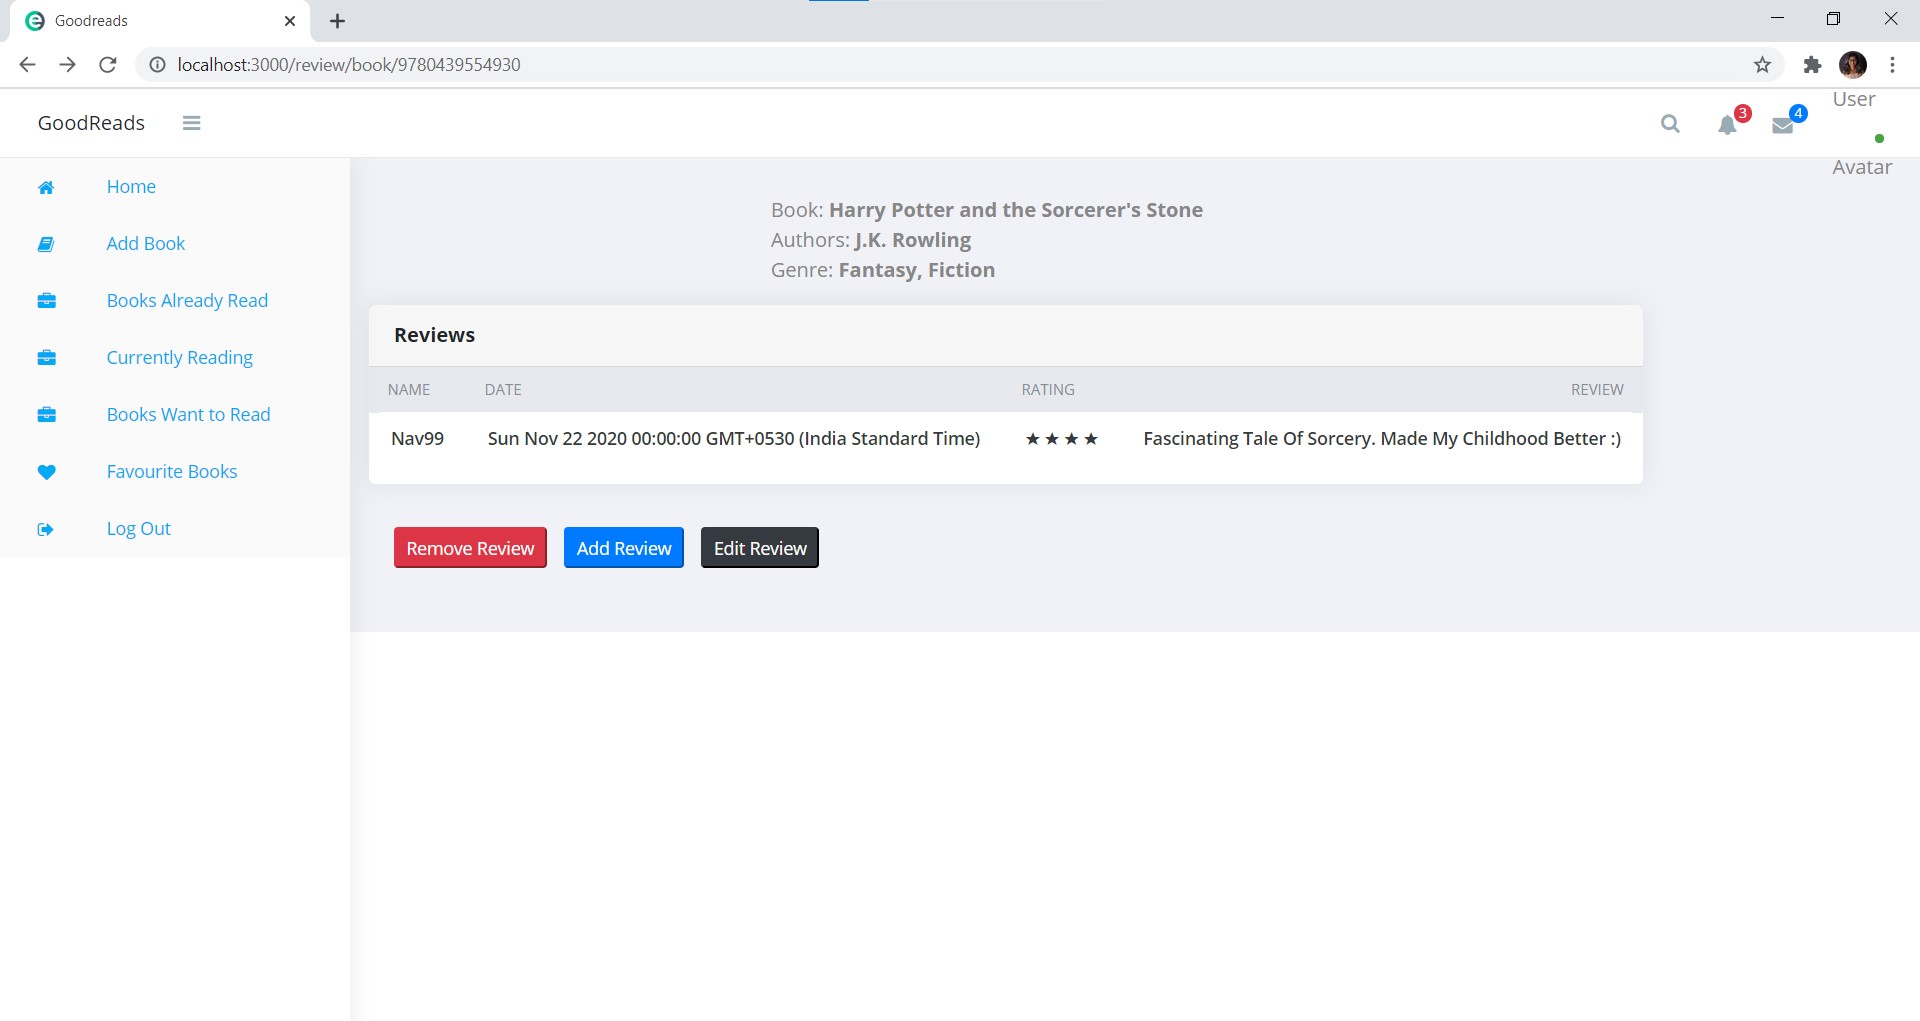 Goodreads
localhost:3000/review/book/9780439554930
GoodReads
3
4
User
Avatar
Home
Add Book
Books Already Read
Currently Reading
Books Want to Read
Favourite Books
Log Out
Book: Harry Potter and the Sorcerer's Stone
Authors: J.K. Rowling
Genre: Fantasy, Fiction
Reviews
NAME DATE RATING REVIEW
Nav99 Sun Nov 22 2020 00:00:00 GMT+0530 (India Standard Time) ★★★★ Fascinating Tale Of Sorcery. Made My Childhood Better :)
Remove Review Add Review Edit Review